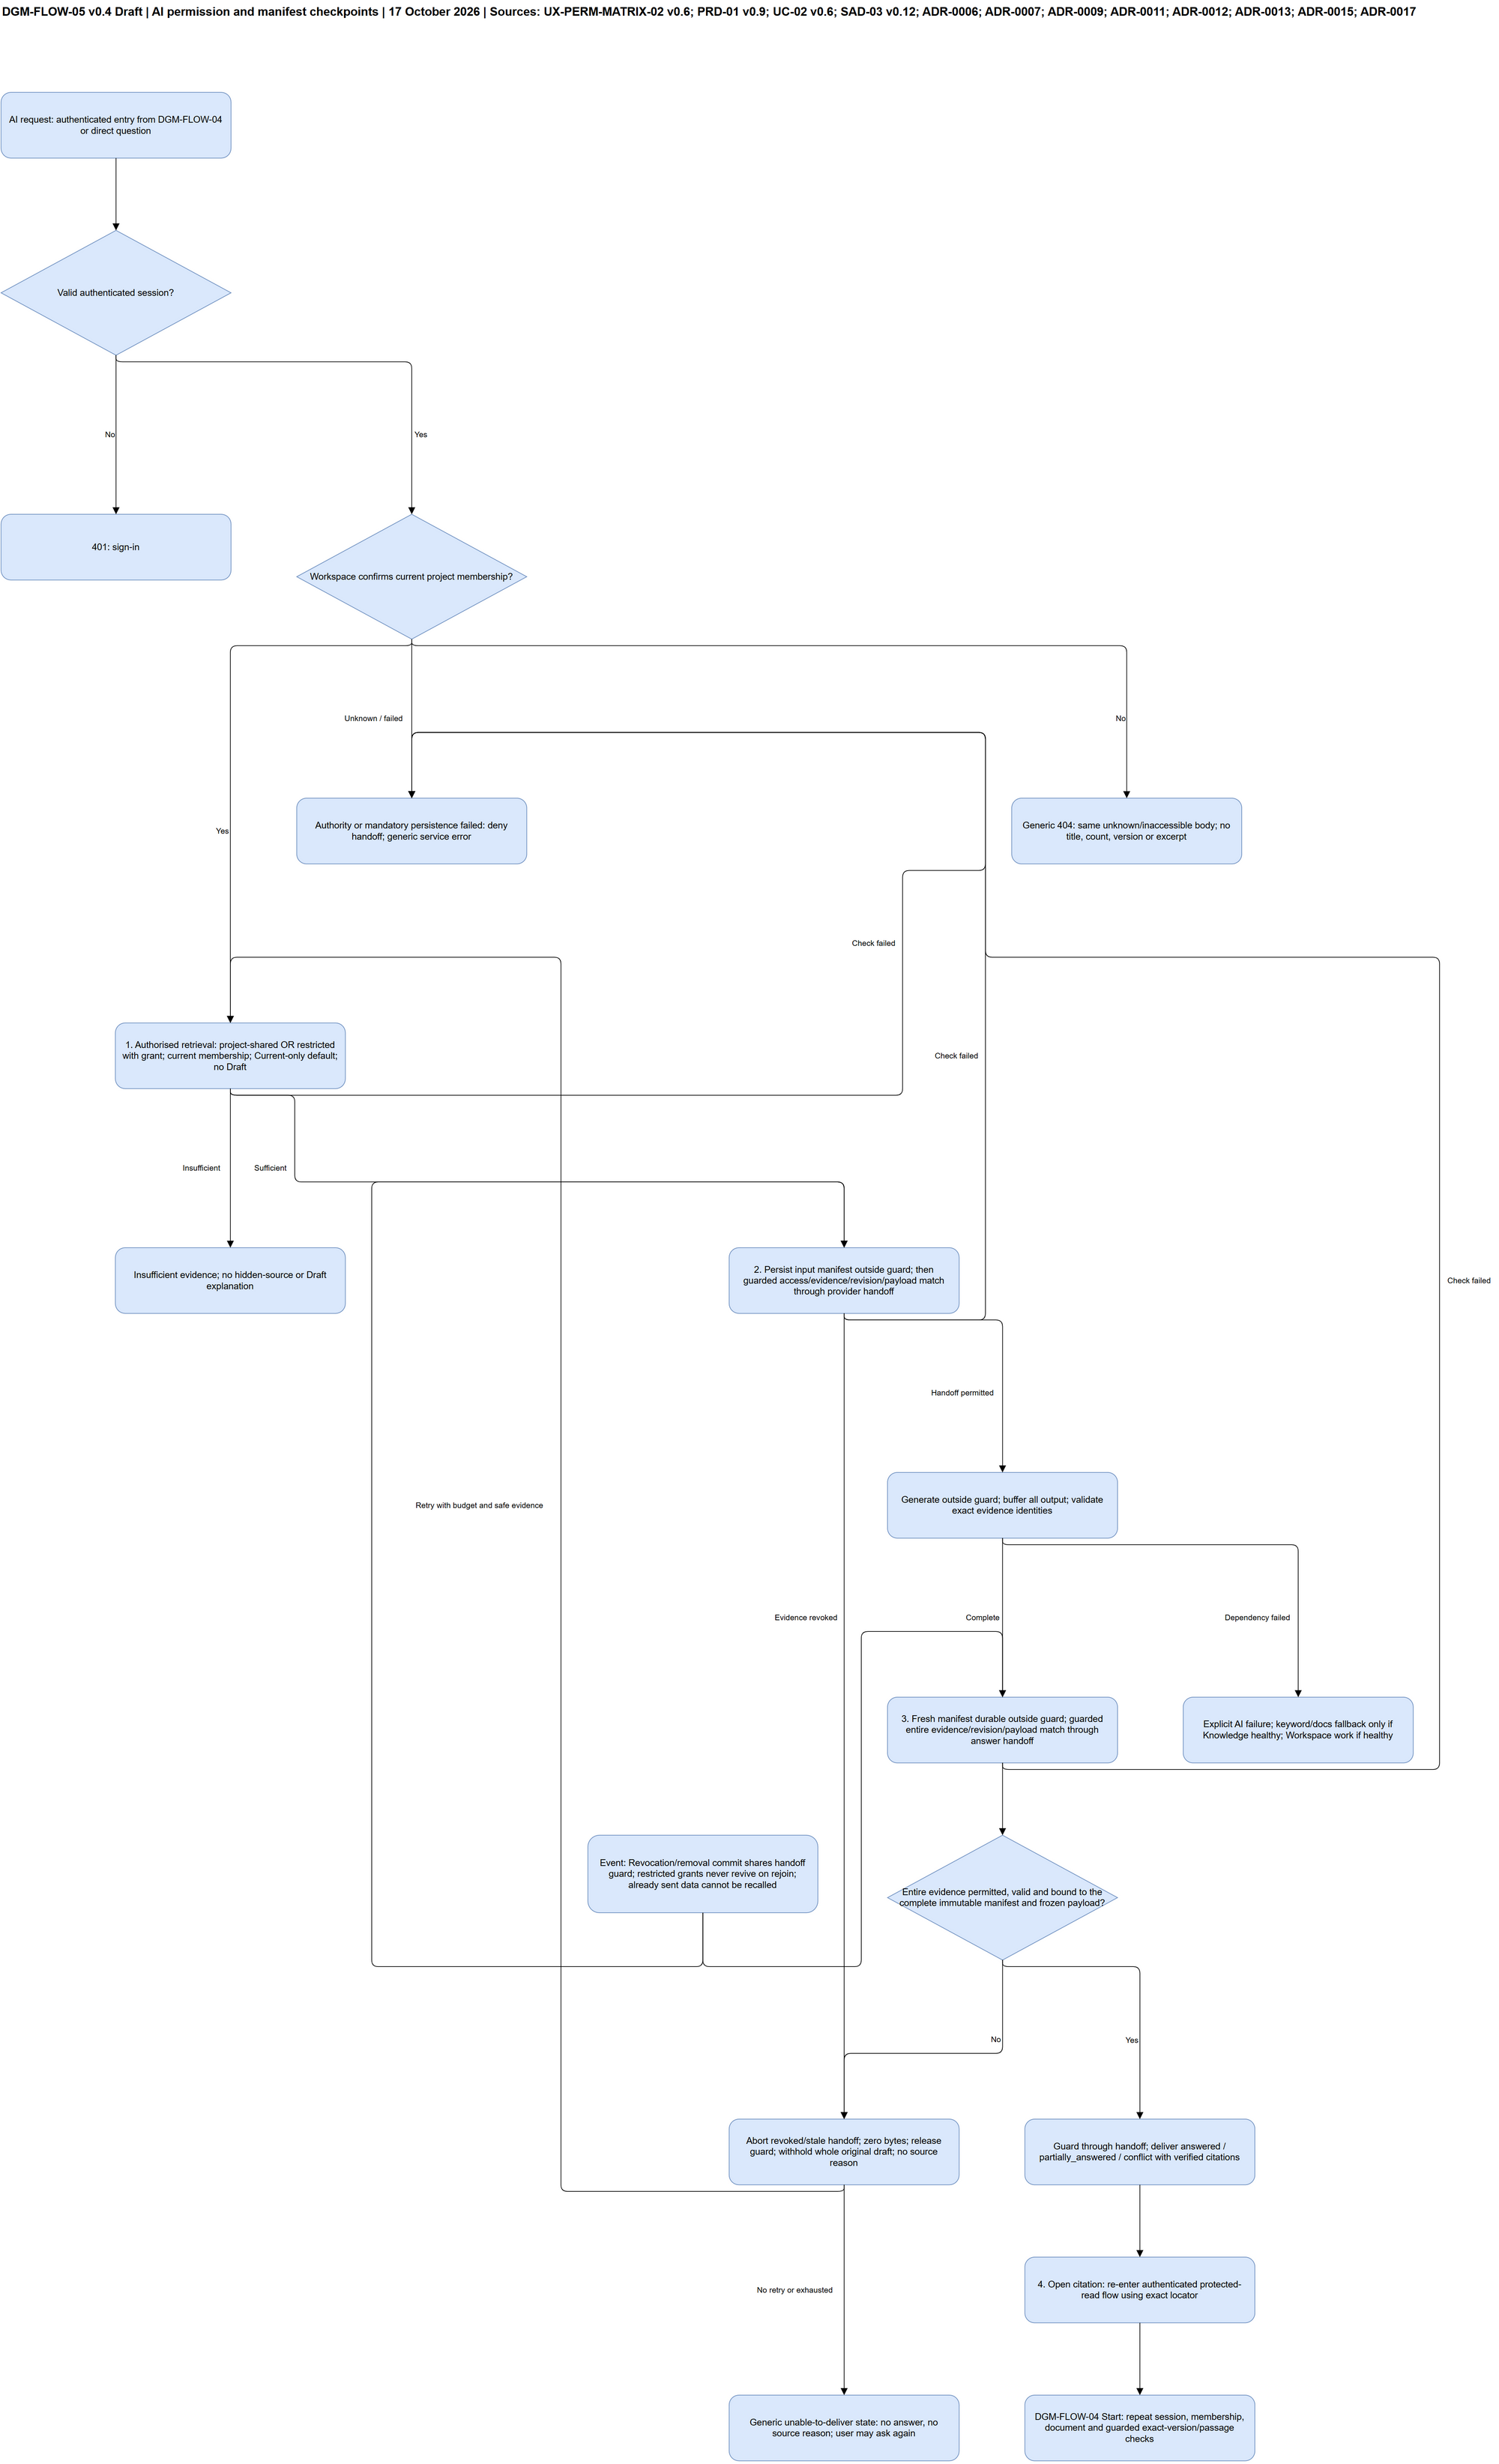 DGM-FLOW-05 v0.4 Draft | AI permission and manifest checkpoints | 17 October 2026 | Sources: UX-PERM-MATRIX-02 v0.6; PRD-01 v0.9; UC-02 v0.6; SAD-03 v0.12; ADR-0006; ADR-0007; ADR-0009; ADR-0011; ADR-0012; ADR-0013; ADR-0015; ADR-0017
AI request: authenticated entry from DGM-FLOW-04
or direct question
Valid authenticated session?
No
Yes
401: sign-in
Workspace confirms current project membership?
Unknown / failed
No
Yes
Authority or mandatory persistence failed: deny
handoff; generic service error
Generic 404: same unknown/inaccessible body; no
title, count, version or excerpt
Check failed
1. Authorised retrieval: project-shared OR restricted
with grant; current membership; Current-only default;
no Draft
Check failed
Insufficient
Sufficient
Insufficient evidence; no hidden-source or Draft
explanation
2. Persist input manifest outside guard; then
guarded access/evidence/revision/payload match
through provider handoff
Check failed
Handoff permitted
Retry with budget and safe evidence
Generate outside guard; buffer all output; validate
exact evidence identities
Evidence revoked
Complete
Dependency failed
3. Fresh manifest durable outside guard; guarded
entire evidence/revision/payload match through
answer handoff
Explicit AI failure; keyword/docs fallback only if
Knowledge healthy; Workspace work if healthy
Event: Revocation/removal commit shares handoff
guard; restricted grants never revive on rejoin;
already sent data cannot be recalled
Entire evidence permitted, valid and bound to the
complete immutable manifest and frozen payload?
No
Yes
Abort revoked/stale handoff; zero bytes; release
guard; withhold whole original draft; no source
reason
Guard through handoff; deliver answered /
partially_answered / conflict with verified citations
No retry or exhausted
4. Open citation: re-enter authenticated protected-
read flow using exact locator
Generic unable-to-deliver state: no answer, no
source reason; user may ask again
DGM-FLOW-04 Start: repeat session, membership,
document and guarded exact-version/passage
checks